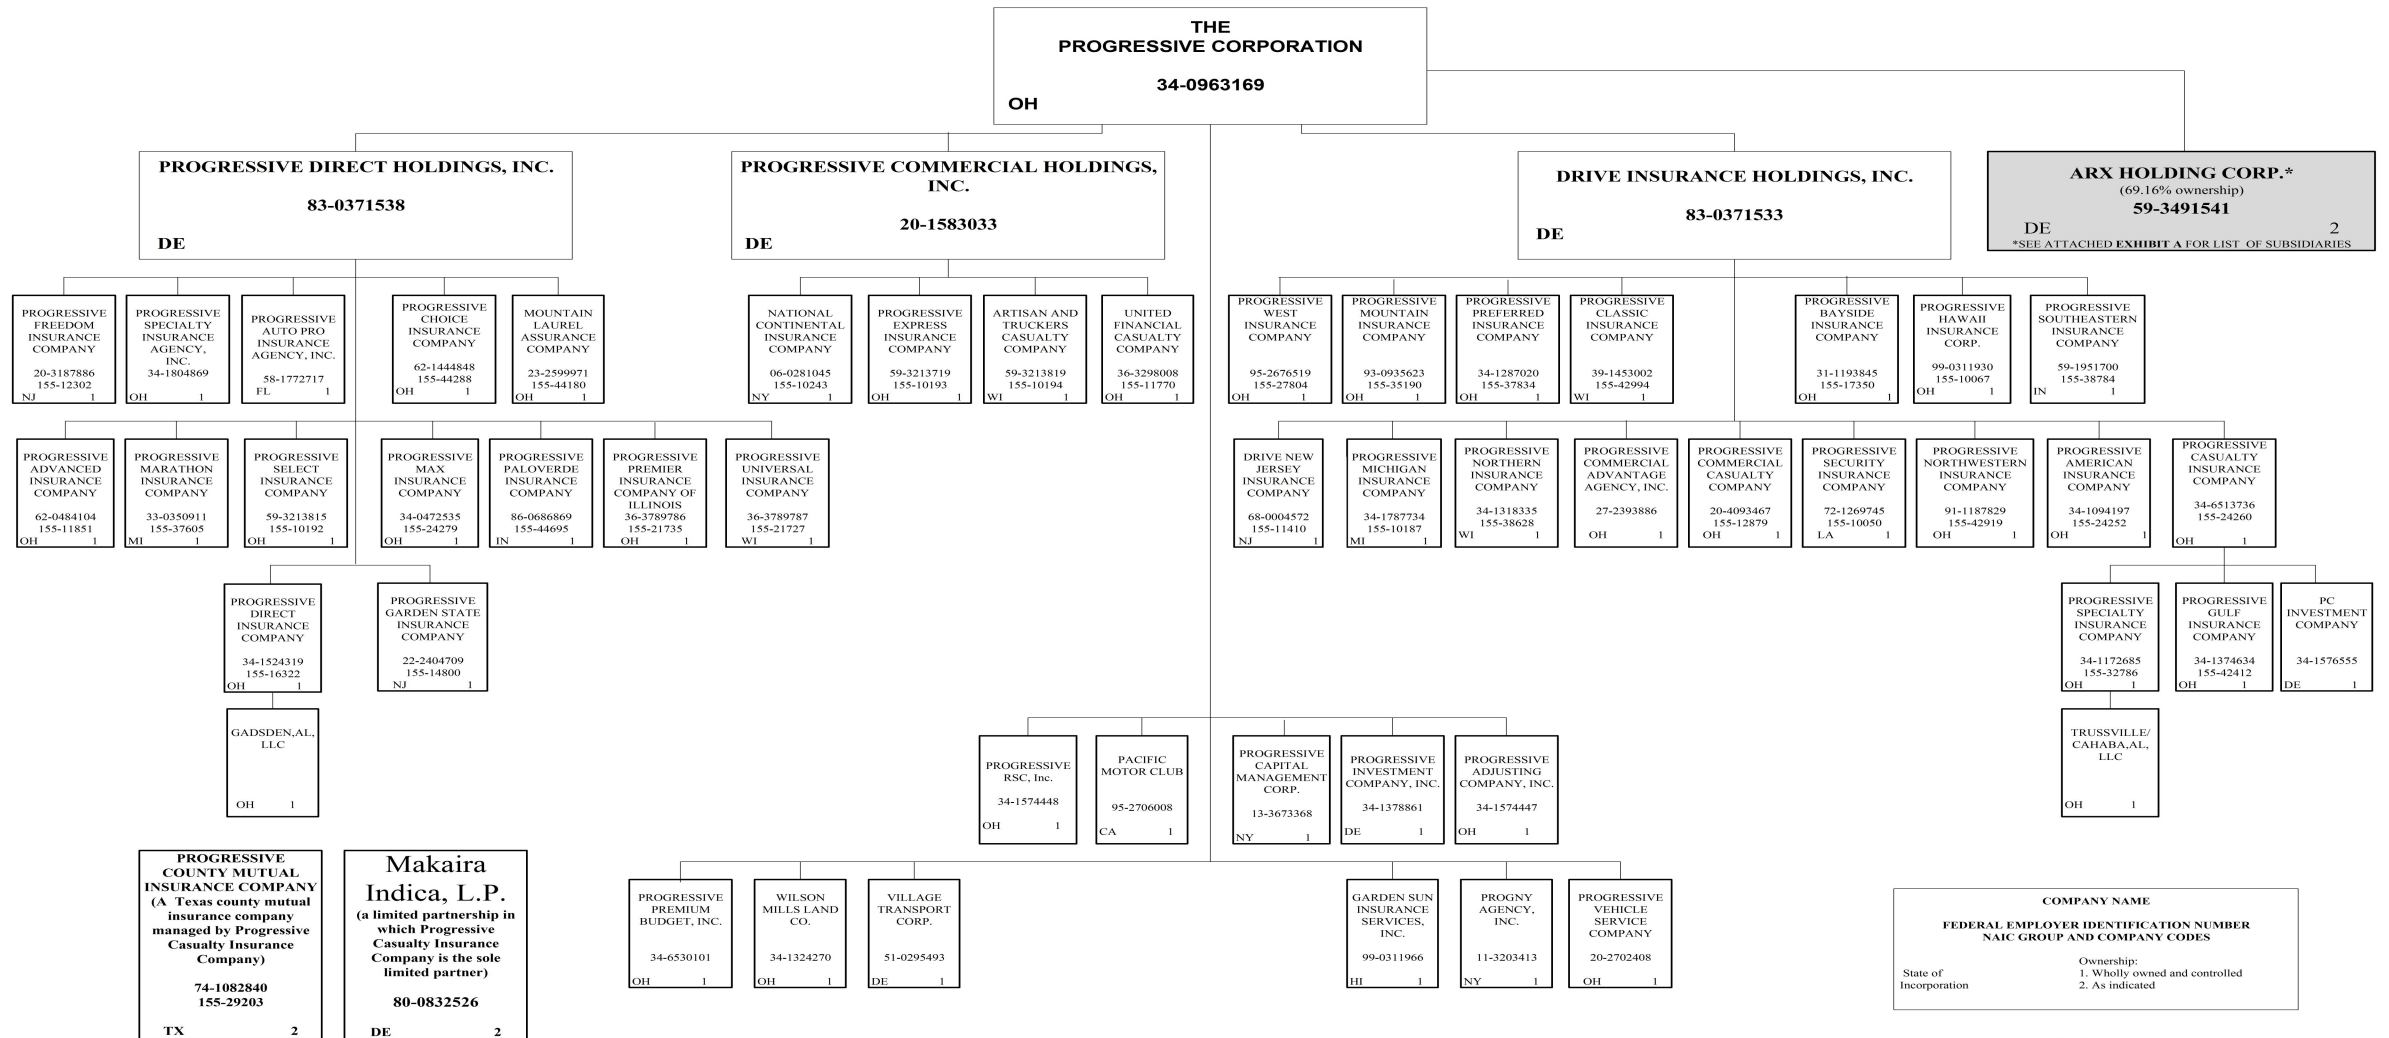 THE
PROGRESSIVE CORPORATION
34-0963169
OH
PROGRESSIVE DIRECT HOLDINGS, INC.
83-0371538
DE
PROGRESSIVE COMMERCIAL HOLDINGS,
INC.
20-1583033
DE
DRIVE INSURANCE HOLDINGS, INC.
83-0371533
DE
ARX HOLDING CORP.*
(69.16% ownership)
59-3491541
DE 2
*SEE ATTACHED EXHIBIT A FOR LIST OF SUBSIDIARIES
PROGRESSIVE
FREEDOM
INSURANCE
COMPANY
20-3187886
155-12302
NJ 1
PROGRESSIVE
SPECIALTY
INSURANCE
AGENCY,
INC.
34-1804869
OH 1
PROGRESSIVE
AUTO PRO
INSURANCE
AGENCY, INC.
58-1772717
FL 1
PROGRESSIVE
CHOICE
INSURANCE
COMPANY
62-1444848
155-44288
OH 1
MOUNTAIN
LAUREL
ASSURANCE
COMPANY
23-2599971
155-44180
OH 1
NATIONAL
CONTINENTAL
INSURANCE
COMPANY
06-0281045
155-10243
NY 1
PROGRESSIVE
EXPRESS
INSURANCE
COMPANY
59-3213719
155-10193
OH 1
ARTISAN AND
TRUCKERS
CASUALTY
COMPANY
59-3213819
155-10194
WI 1
UNITED
FINANCIAL
CASUALTY
COMPANY
36-3298008
155-11770
OH 1
PROGRESSIVE
WEST
INSURANCE
COMPANY
95-2676519
155-27804
OH 1
PROGRESSIVE
MOUNTAIN
INSURANCE
COMPANY
93-0935623
155-35190
OH 1
PROGRESSIVE
PREFERRED
INSURANCE
COMPANY
34-1287020
155-37834
OH 1
PROGRESSIVE
CLASSIC
INSURANCE
COMPANY
39-1453002
155-42994
WI 1
PROGRESSIVE
BAYSIDE
INSURANCE
COMPANY
31-1193845
155-17350
OH 1
PROGRESSIVE
HAWAII
INSURANCE
CORP.
99-0311930
155-10067
OH 1
PROGRESSIVE
SOUTHEASTERN
INSURANCE
COMPANY
59-1951700
155-38784
IN 1
PROGRESSIVE
ADVANCED
INSURANCE
COMPANY
62-0484104
155-11851
OH 1
PROGRESSIVE
MARATHON
INSURANCE
COMPANY
33-0350911
155-37605
MI 1
PROGRESSIVE
SELECT
INSURANCE
COMPANY
59-3213815
155-10192
OH 1
PROGRESSIVE
MAX
INSURANCE
COMPANY
34-0472535
155-24279
OH 1
PROGRESSIVE
PALOVERDE
INSURANCE
COMPANY
86-0686869
155-44695
IN 1
PROGRESSIVE
PREMIER
INSURANCE
COMPANY OF
ILLINOIS
36-3789786
155-21735
OH 1
PROGRESSIVE
UNIVERSAL
INSURANCE
COMPANY
36-3789787
155-21727
WI 1
DRIVE NEW
JERSEY
INSURANCE
COMPANY
68-0004572
155-11410
NJ 1
PROGRESSIVE
MICHIGAN
INSURANCE
COMPANY
34-1787734
155-10187
MI 1
PROGRESSIVE
NORTHERN
INSURANCE
COMPANY
34-1318335
155-38628
WI 1
PROGRESSIVE
COMMERCIAL
ADVANTAGE
AGENCY, INC.
27-2393886
OH 1
PROGRESSIVE
COMMERCIAL
CASUALTY
COMPANY
20-4093467
155-12879
OH 1
PROGRESSIVE
SECURITY
INSURANCE
COMPANY
72-1269745
155-10050
LA 1
PROGRESSIVE
NORTHWESTERN
INSURANCE
COMPANY
91-1187829
155-42919
OH 1
PROGRESSIVE
AMERICAN
INSURANCE
COMPANY
34-1094197
155-24252
OH 1
PROGRESSIVE
CASUALTY
INSURANCE
COMPANY
34-6513736
155-24260
OH 1
PROGRESSIVE
DIRECT
INSURANCE
COMPANY
34-1524319
155-16322
OH 1
PROGRESSIVE
GARDEN STATE
INSURANCE
COMPANY
22-2404709
155-14800
NJ 1
PROGRESSIVE
SPECIALTY
INSURANCE
COMPANY
34-1172685
155-32786
OH 1
PROGRESSIVE
GULF
INSURANCE
COMPANY
34-1374634
155-42412
OH 1
PC
INVESTMENT
COMPANY
34-1576555
DE 1
GADSDEN,AL,
LLC
OH 1
TRUSSVILLE/
CAHABA,AL,
LLC
OH 1
PROGRESSIVE
RSC, Inc.
34-1574448
OH 1
PACIFIC
MOTOR CLUB
95-2706008
CA 1
PROGRESSIVE
CAPITAL
MANAGEMENT
CORP.
13-3673368
NY 1
PROGRESSIVE
INVESTMENT
COMPANY, INC.
34-1378861
DE 1
PROGRESSIVE
ADJUSTING
COMPANY, INC.
34-1574447
OH 1
PROGRESSIVE
COUNTY MUTUAL
INSURANCE COMPANY
(A Texas county mutual
insurance company
managed by Progressive
Casualty Insurance
Company)
74-1082840
155-29203
TX 2
Makaira
Indica, L.P.
(a limited partnership in
which Progressive
Casualty Insurance
Company is the sole
limited partner)
80-0832526
DE 2
PROGRESSIVE
PREMIUM
BUDGET, INC.
34-6530101
OH 1
WILSON
MILLS LAND
CO.
34-1324270
OH 1
VILLAGE
TRANSPORT
CORP.
51-0295493
DE 1
GARDEN SUN
INSURANCE
SERVICES,
INC.
99-0311966
HI 1
PROGNY
AGENCY,
INC.
11-3203413
NY 1
PROGRESSIVE
VEHICLE
SERVICE
COMPANY
20-2702408
OH 1
COMPANY NAME
FEDERAL EMPLOYER IDENTIFICATION NUMBER
NAIC GROUP AND COMPANY CODES
Ownership:
State of 1. Wholly owned and controlled
Incorporation 2. As indicated